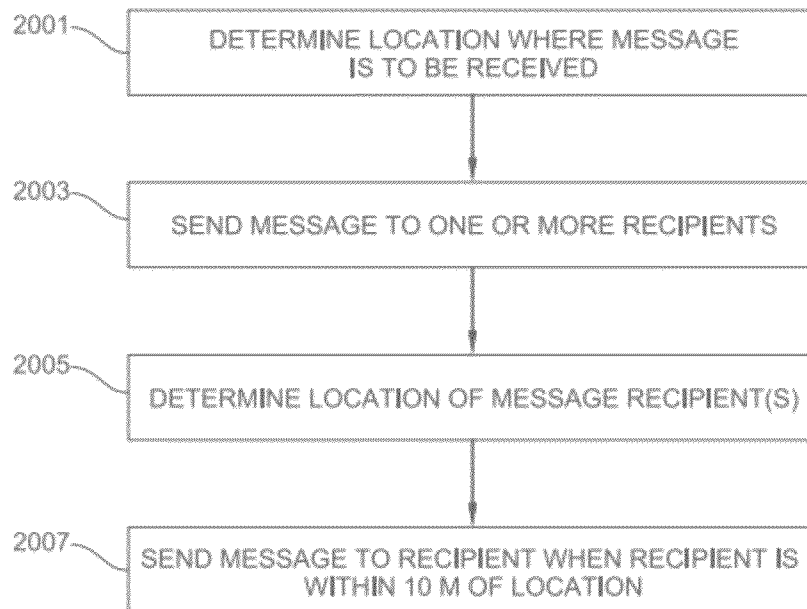 2001
DETERMINE LOCATION WHERE MESSAGE
IS TO BE RECEIVED
2003
SEND MESSAGE TO ONE OR MORE RECIPIENTS
2005
DETERMINE LOCATION OF MESSAGE RECIPIENT(S)
2007
SEND MESSAGE TO RECIPIENT WHEN RECIPIENT IS
WITHIN 10 M OF LOCATION